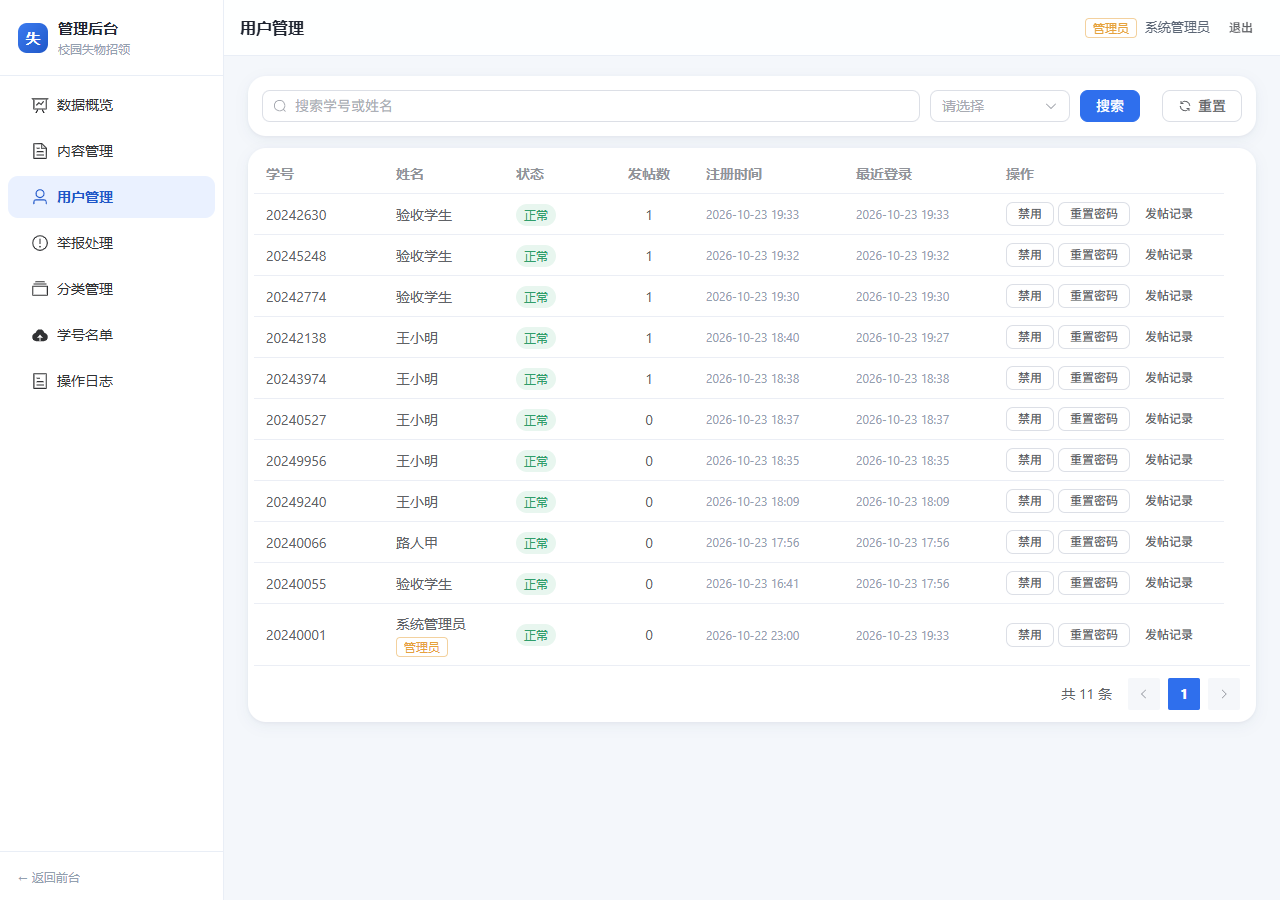 失
管理后台
校园失物招领
数据概览
内容管理
用户管理
举报处理
分类管理
学号名单
操作日志
← 返回前台
用户管理
管理员 系统管理员 退出
搜索学号或姓名 请选择 搜索 重置
学号 姓名 状态 发帖数 注册时间 最近登录 操作
20242630 验收学生 正常 1 2026-10-23 19:33 2026-10-23 19:33 禁用 重置密码 发帖记录
20245248 验收学生 正常 1 2026-10-23 19:32 2026-10-23 19:32 禁用 重置密码 发帖记录
20242774 验收学生 正常 1 2026-10-23 19:30 2026-10-23 19:30 禁用 重置密码 发帖记录
20242138 王小明 正常 1 2026-10-23 18:40 2026-10-23 19:27 禁用 重置密码 发帖记录
20243974 王小明 正常 1 2026-10-23 18:38 2026-10-23 18:38 禁用 重置密码 发帖记录
20240527 王小明 正常 0 2026-10-23 18:37 2026-10-23 18:37 禁用 重置密码 发帖记录
20249956 王小明 正常 0 2026-10-23 18:35 2026-10-23 18:35 禁用 重置密码 发帖记录
20249240 王小明 正常 0 2026-10-23 18:09 2026-10-23 18:09 禁用 重置密码 发帖记录
20240066 路人甲 正常 0 2026-10-23 17:56 2026-10-23 17:56 禁用 重置密码 发帖记录
20240055 验收学生 正常 0 2026-10-23 16:41 2026-10-23 17:56 禁用 重置密码 发帖记录
20240001 系统管理员 管理员 正常 0 2026-10-22 23:00 2026-10-23 19:33 禁用 重置密码 发帖记录
共 11 条 1